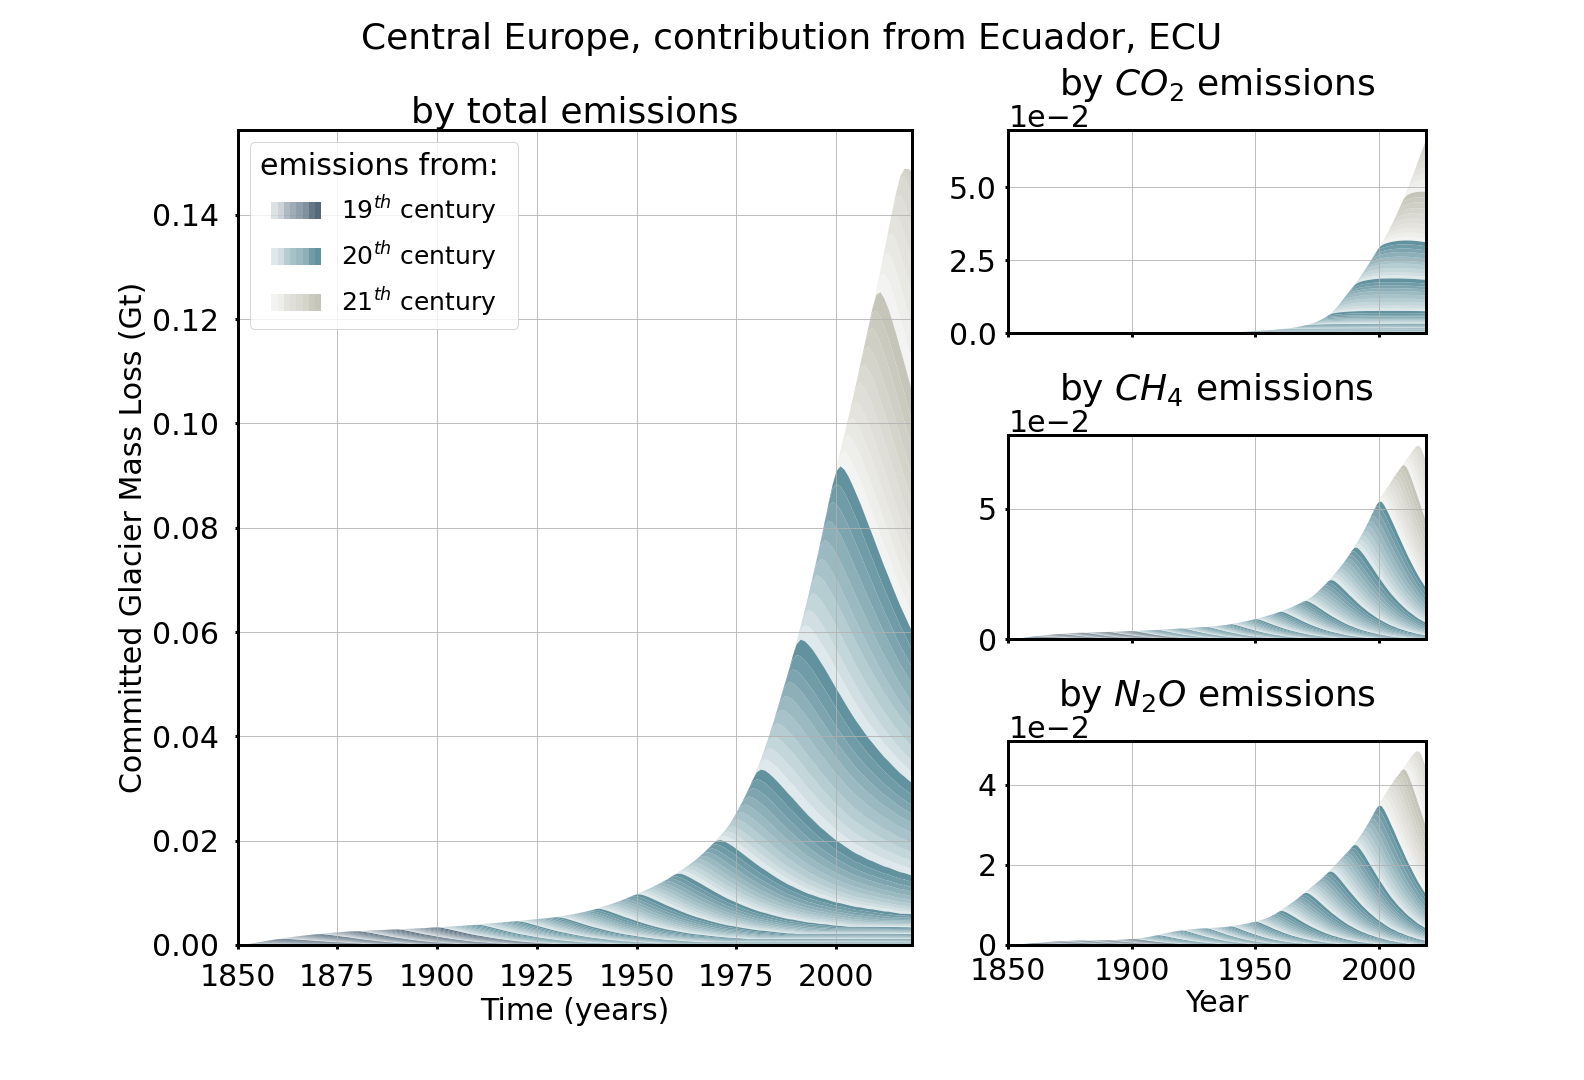 Central Europe, contribution from Ecuador, ECU
by total emissions
emissions from:
19th century
20th century
21th century
Committed Glacier Mass Loss (Gt)
0.14
0.12
0.10
0.08
0.06
0.04
0.02
0.00
1850 1875 1900 1925 1950 1975 2000
Time (years)
by CO2 emissions
1e−2
5.0
2.5
0.0
by CH4 emissions
1e−2
5
0
by N2O emissions
1e−2
4
2
0
1850 1900 1950 2000
Year